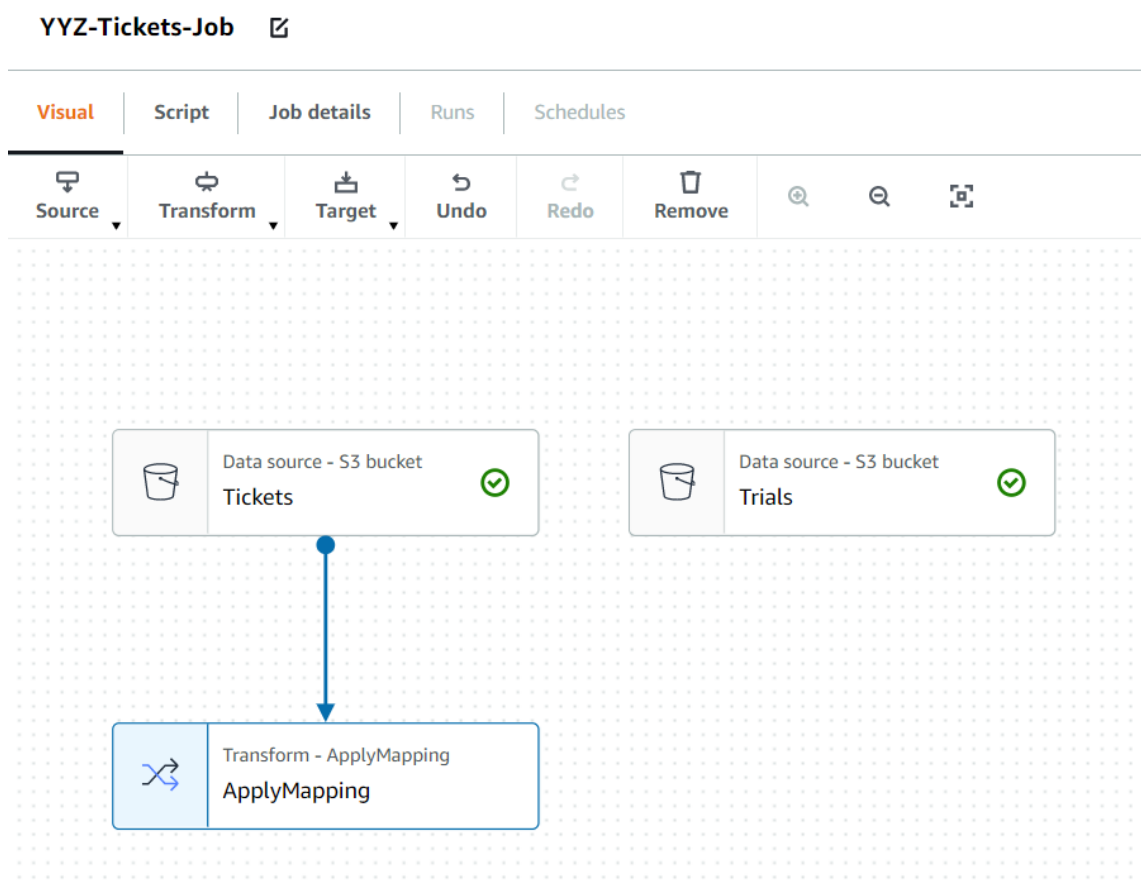 YYZ-Tickets-Job
Visual Script Job details Runs Schedules
Source Transform Target Undo Redo Remove
Data source - S3 bucket
Tickets
Data source - S3 bucket
Trials
Transform - ApplyMapping
ApplyMapping